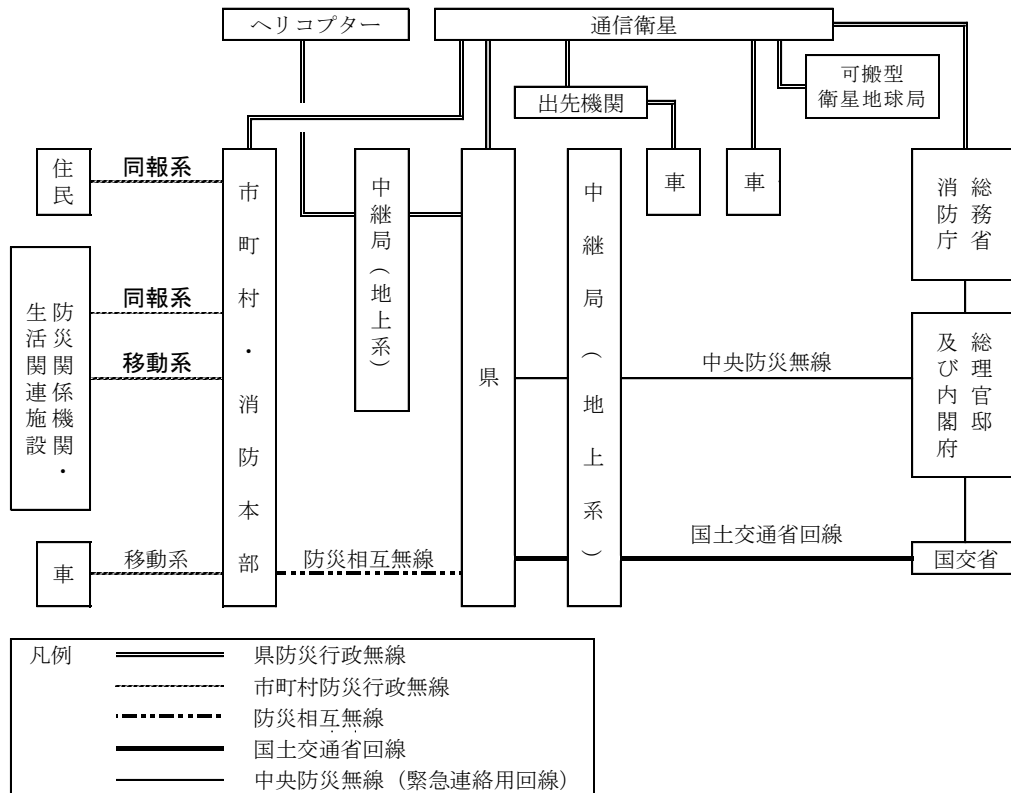 ヘリコプター
通信衛星
可搬型
衛星地球局
出先機関
住民
同報系
市町村・消防本部
中継局（地上系）
県
中継局（地上系）
車
車
総務省
消防庁
防災関係機関・
生活関連施設
同報系
移動系
中央防災無線
総理官邸
及び内閣府
車
移動系
防災相互無線
国土交通省回線
国交省
凡例
県防災行政無線
市町村防災行政無線
防災相互無線
国土交通省回線
中央防災無線（緊急連絡用回線）